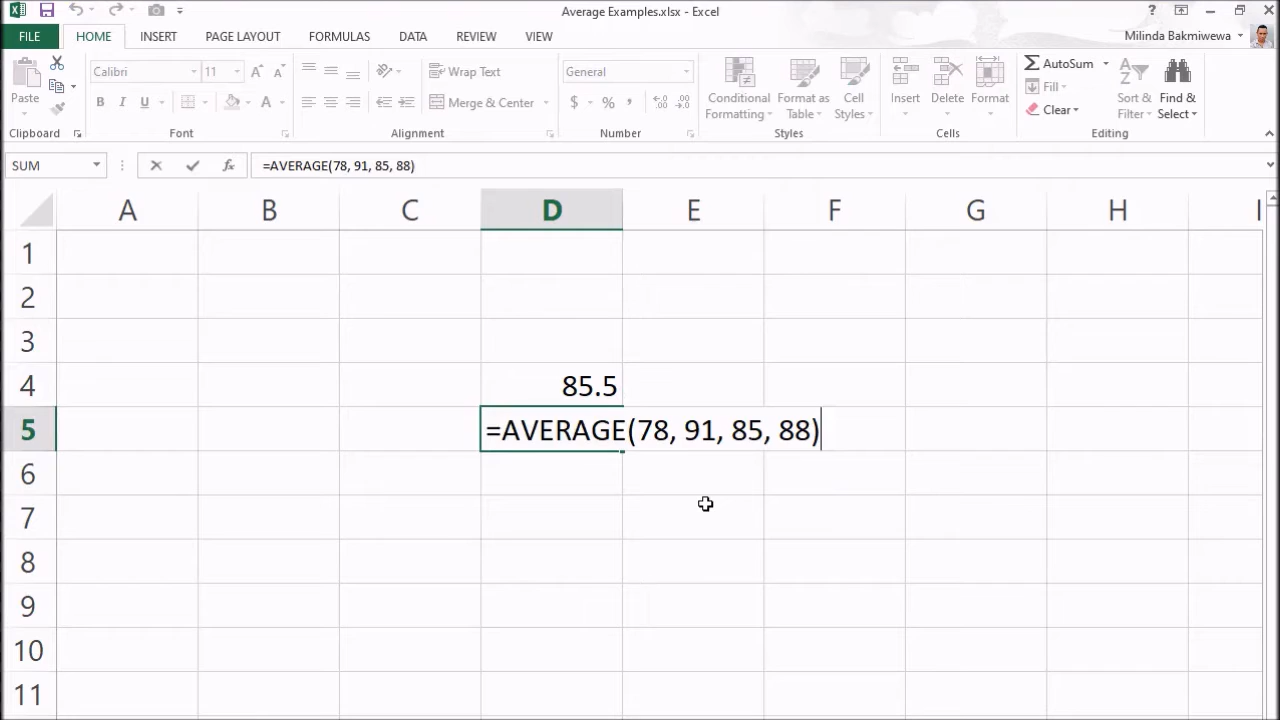 Average Examples.xlsx - Excel
?
FILE HOME INSERT PAGE LAYOUT FORMULAS DATA REVIEW VIEW Milinda Bakmiwewa
Calibri 11 Wrap Text General AutoSum
Paste Conditional Format as Cell Insert Delete Format Fill Sort & Find &
B I U A Merge & Center $ % , Formatting Table Styles Clear Filter Select
Clipboard Font Alignment Number Styles Cells Editing
SUM fx =AVERAGE(78, 91, 85, 88)
A B C D E F G H I
1
2
3
4 85.5
5 =AVERAGE(78, 91, 85, 88)
6
7
8
9
10
11